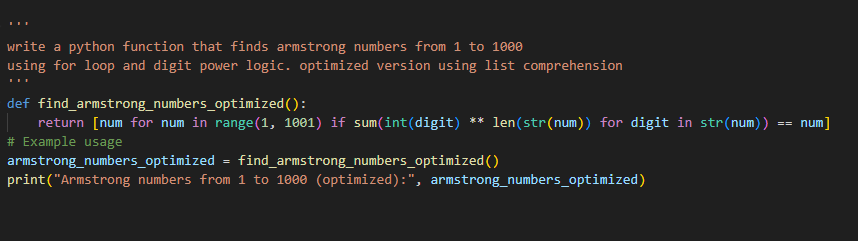 '''
write a python function that finds armstrong numbers from 1 to 1000
using for loop and digit power logic. optimized version using list comprehension
'''
def find_armstrong_numbers_optimized():
    return [num for num in range(1, 1001) if sum(int(digit) ** len(str(num)) for digit in str(num)) == num]
# Example usage
armstrong_numbers_optimized = find_armstrong_numbers_optimized()
print("Armstrong numbers from 1 to 1000 (optimized):", armstrong_numbers_optimized)